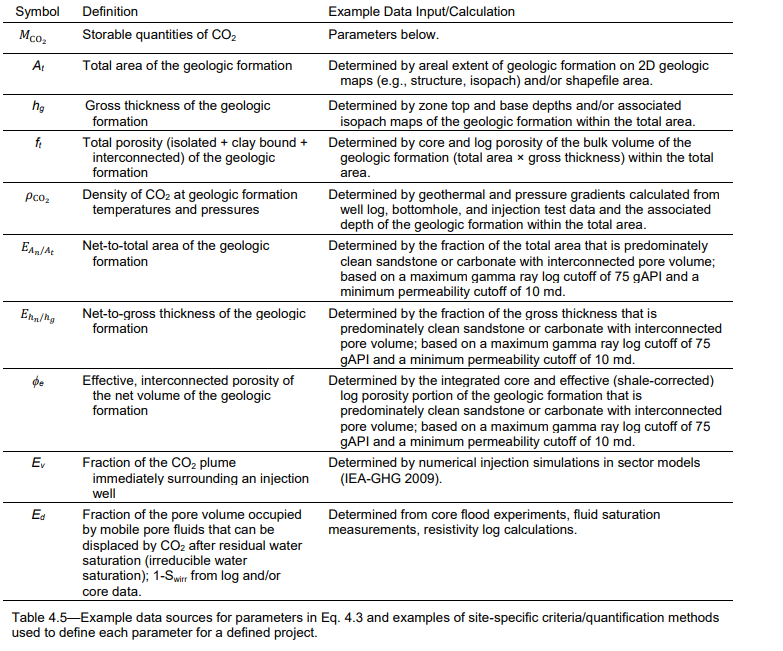 Symbol Definition Example Data Input/Calculation
M_CO₂ Storable quantities of CO₂ Parameters below.
Aₜ Total area of the geologic formation Determined by areal extent of geologic formation on 2D geologic
maps (e.g., structure, isopach) and/or shapefile area.
h_g Gross thickness of the geologic Determined by zone top and base depths and/or associated
formation isopach maps of the geologic formation within the total area.
fₜ Total porosity (isolated + clay bound + Determined by core and log porosity of the bulk volume of the
interconnected) of the geologic geologic formation (total area × gross thickness) within the total
formation area.
ρ_CO₂ Density of CO₂ at geologic formation Determined by geothermal and pressure gradients calculated from
temperatures and pressures well log, bottomhole, and injection test data and the associated
depth of the geologic formation within the total area.
E_Aₙ/Aₜ Net-to-total area of the geologic Determined by the fraction of the total area that is predominately
formation clean sandstone or carbonate with interconnected pore volume;
based on a maximum gamma ray log cutoff of 75 gAPI and a
minimum permeability cutoff of 10 md.
E_hₙ/h_g Net-to-gross thickness of the geologic Determined by the fraction of the gross thickness that is
formation predominately clean sandstone or carbonate with interconnected
pore volume; based on a maximum gamma ray log cutoff of 75
gAPI and a minimum permeability cutoff of 10 md.
ϕₑ Effective, interconnected porosity of Determined by the integrated core and effective (shale-corrected)
the net volume of the geologic log porosity portion of the geologic formation that is
formation predominately clean sandstone or carbonate with interconnected
pore volume; based on a maximum gamma ray log cutoff of 75
gAPI and a minimum permeability cutoff of 10 md.
Eᵥ Fraction of the CO₂ plume Determined by numerical injection simulations in sector models
immediately surrounding an injection (IEA-GHG 2009).
well
E_d Fraction of the pore volume occupied Determined from core flood experiments, fluid saturation
by mobile pore fluids that can be measurements, resistivity log calculations.
displaced by CO₂ after residual water
saturation (irreducible water
saturation); 1-S_wirr from log and/or
core data.
Table 4.5—Example data sources for parameters in Eq. 4.3 and examples of site-specific criteria/quantification methods
used to define each parameter for a defined project.